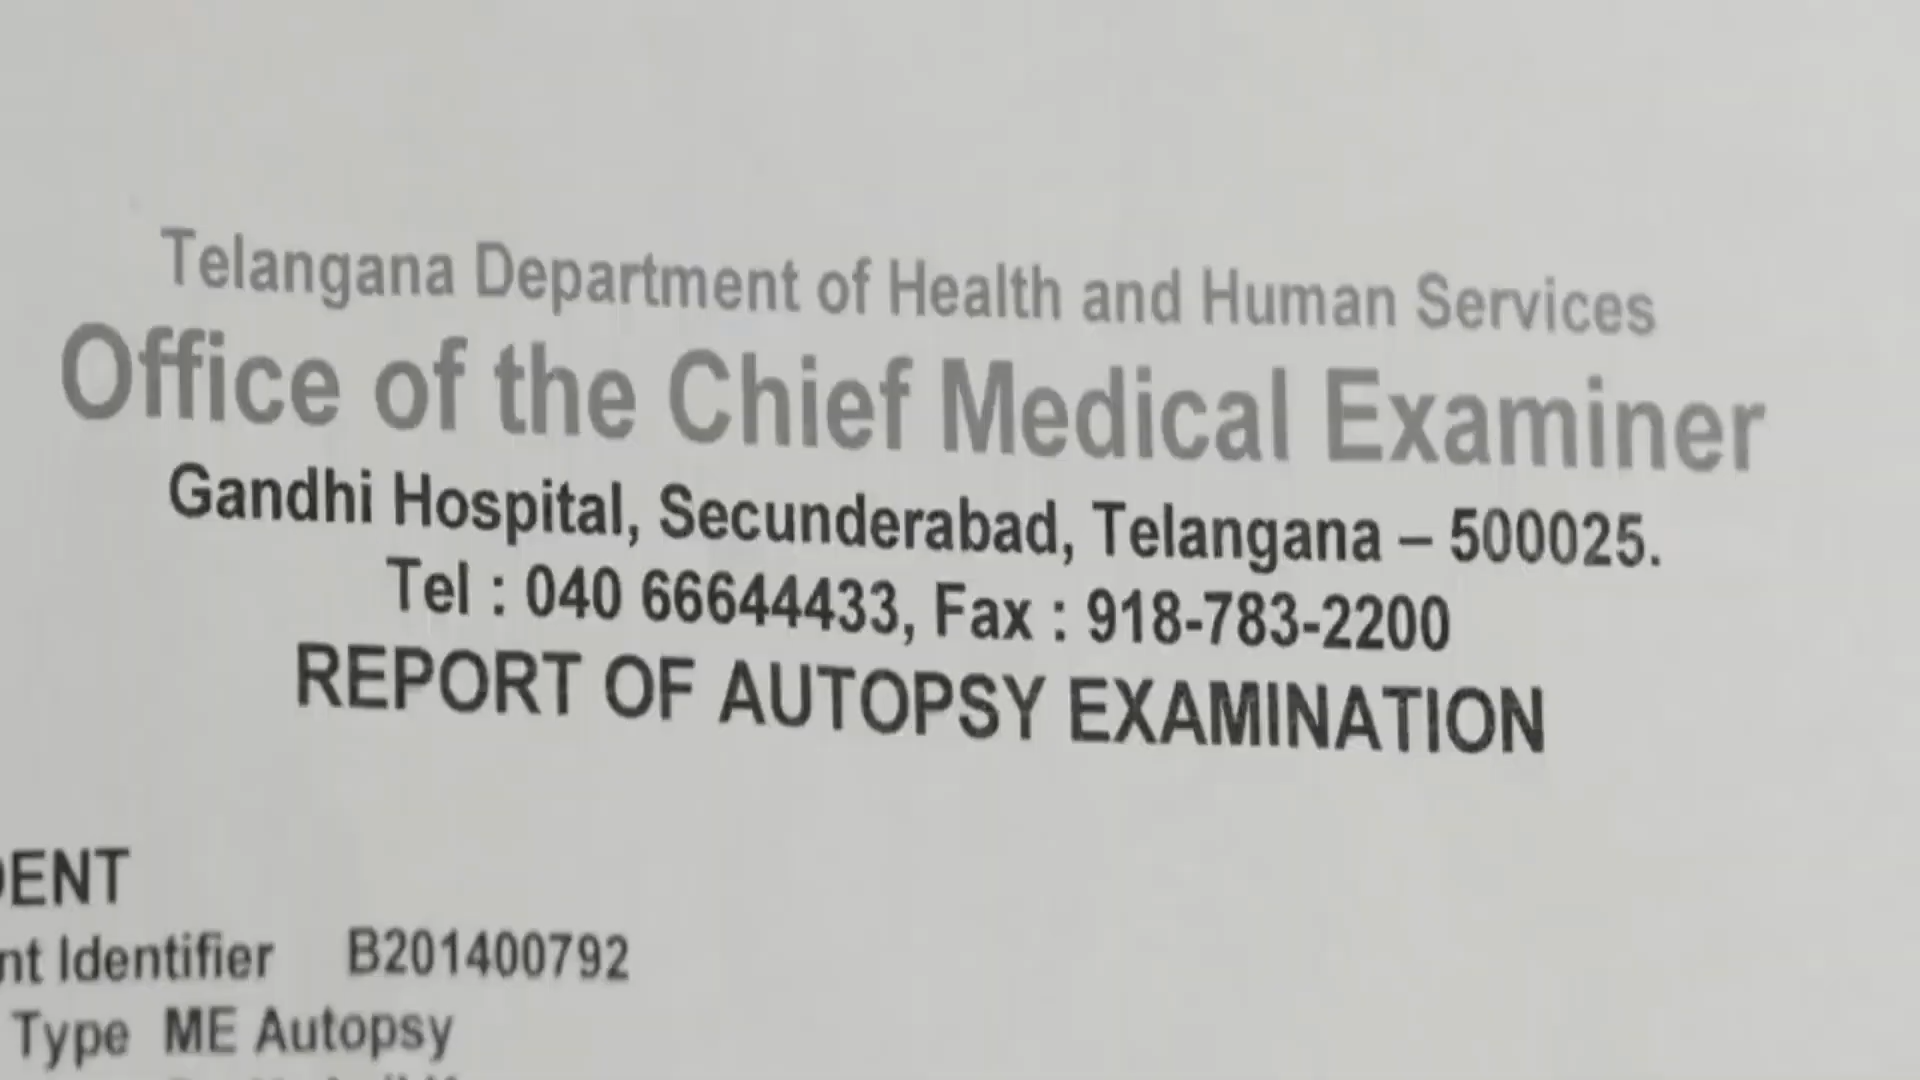 Telangana Department of Health and Human Services
Office of the Chief Medical Examiner
Gandhi Hospital, Secunderabad, Telangana – 500025.
Tel : 040 66644433, Fax : 918-783-2200
REPORT OF AUTOPSY EXAMINATION
DENT
nt Identifier B201400792
Type ME Autopsy